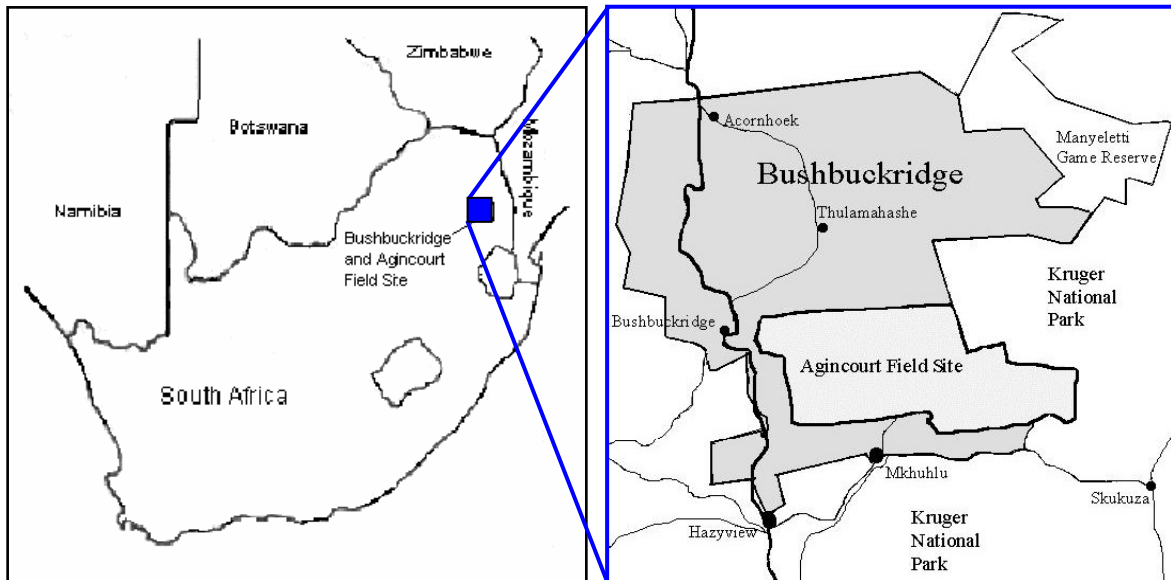 Zimbabwe
Botswana
Mozambique
Namibia
Bushbuckridge
and Agincourt
Field Site
South Africa
Acornhoek
Manyeletti
Game Reserve
Bushbuckridge
Thulamahashe
Kruger
National
Park
Bushbuckridge
Agincourt Field Site
Mkhuhlu
Skukuza
Hazyview
Kruger
National
Park